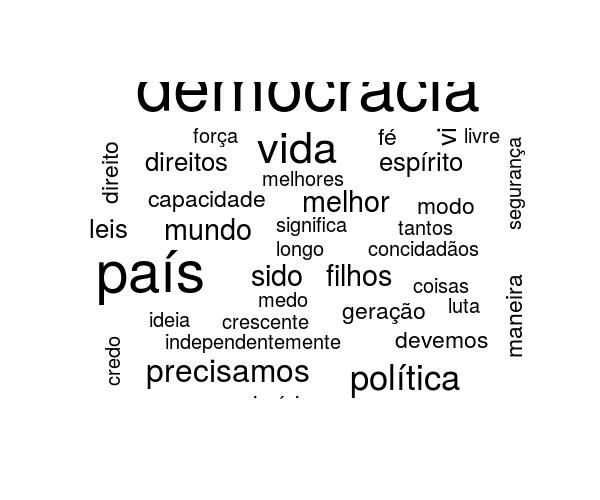 democracia
força
vida
fé
vi
livre
direito
direitos
espírito
segurança
melhores
capacidade
melhor
modo
leis
mundo
significa
tantos
longo
concidadãos
país
sido
filhos
coisas
medo
geração
luta
maneira
ideia
crescente
independentemente
devemos
credo
precisamos
política